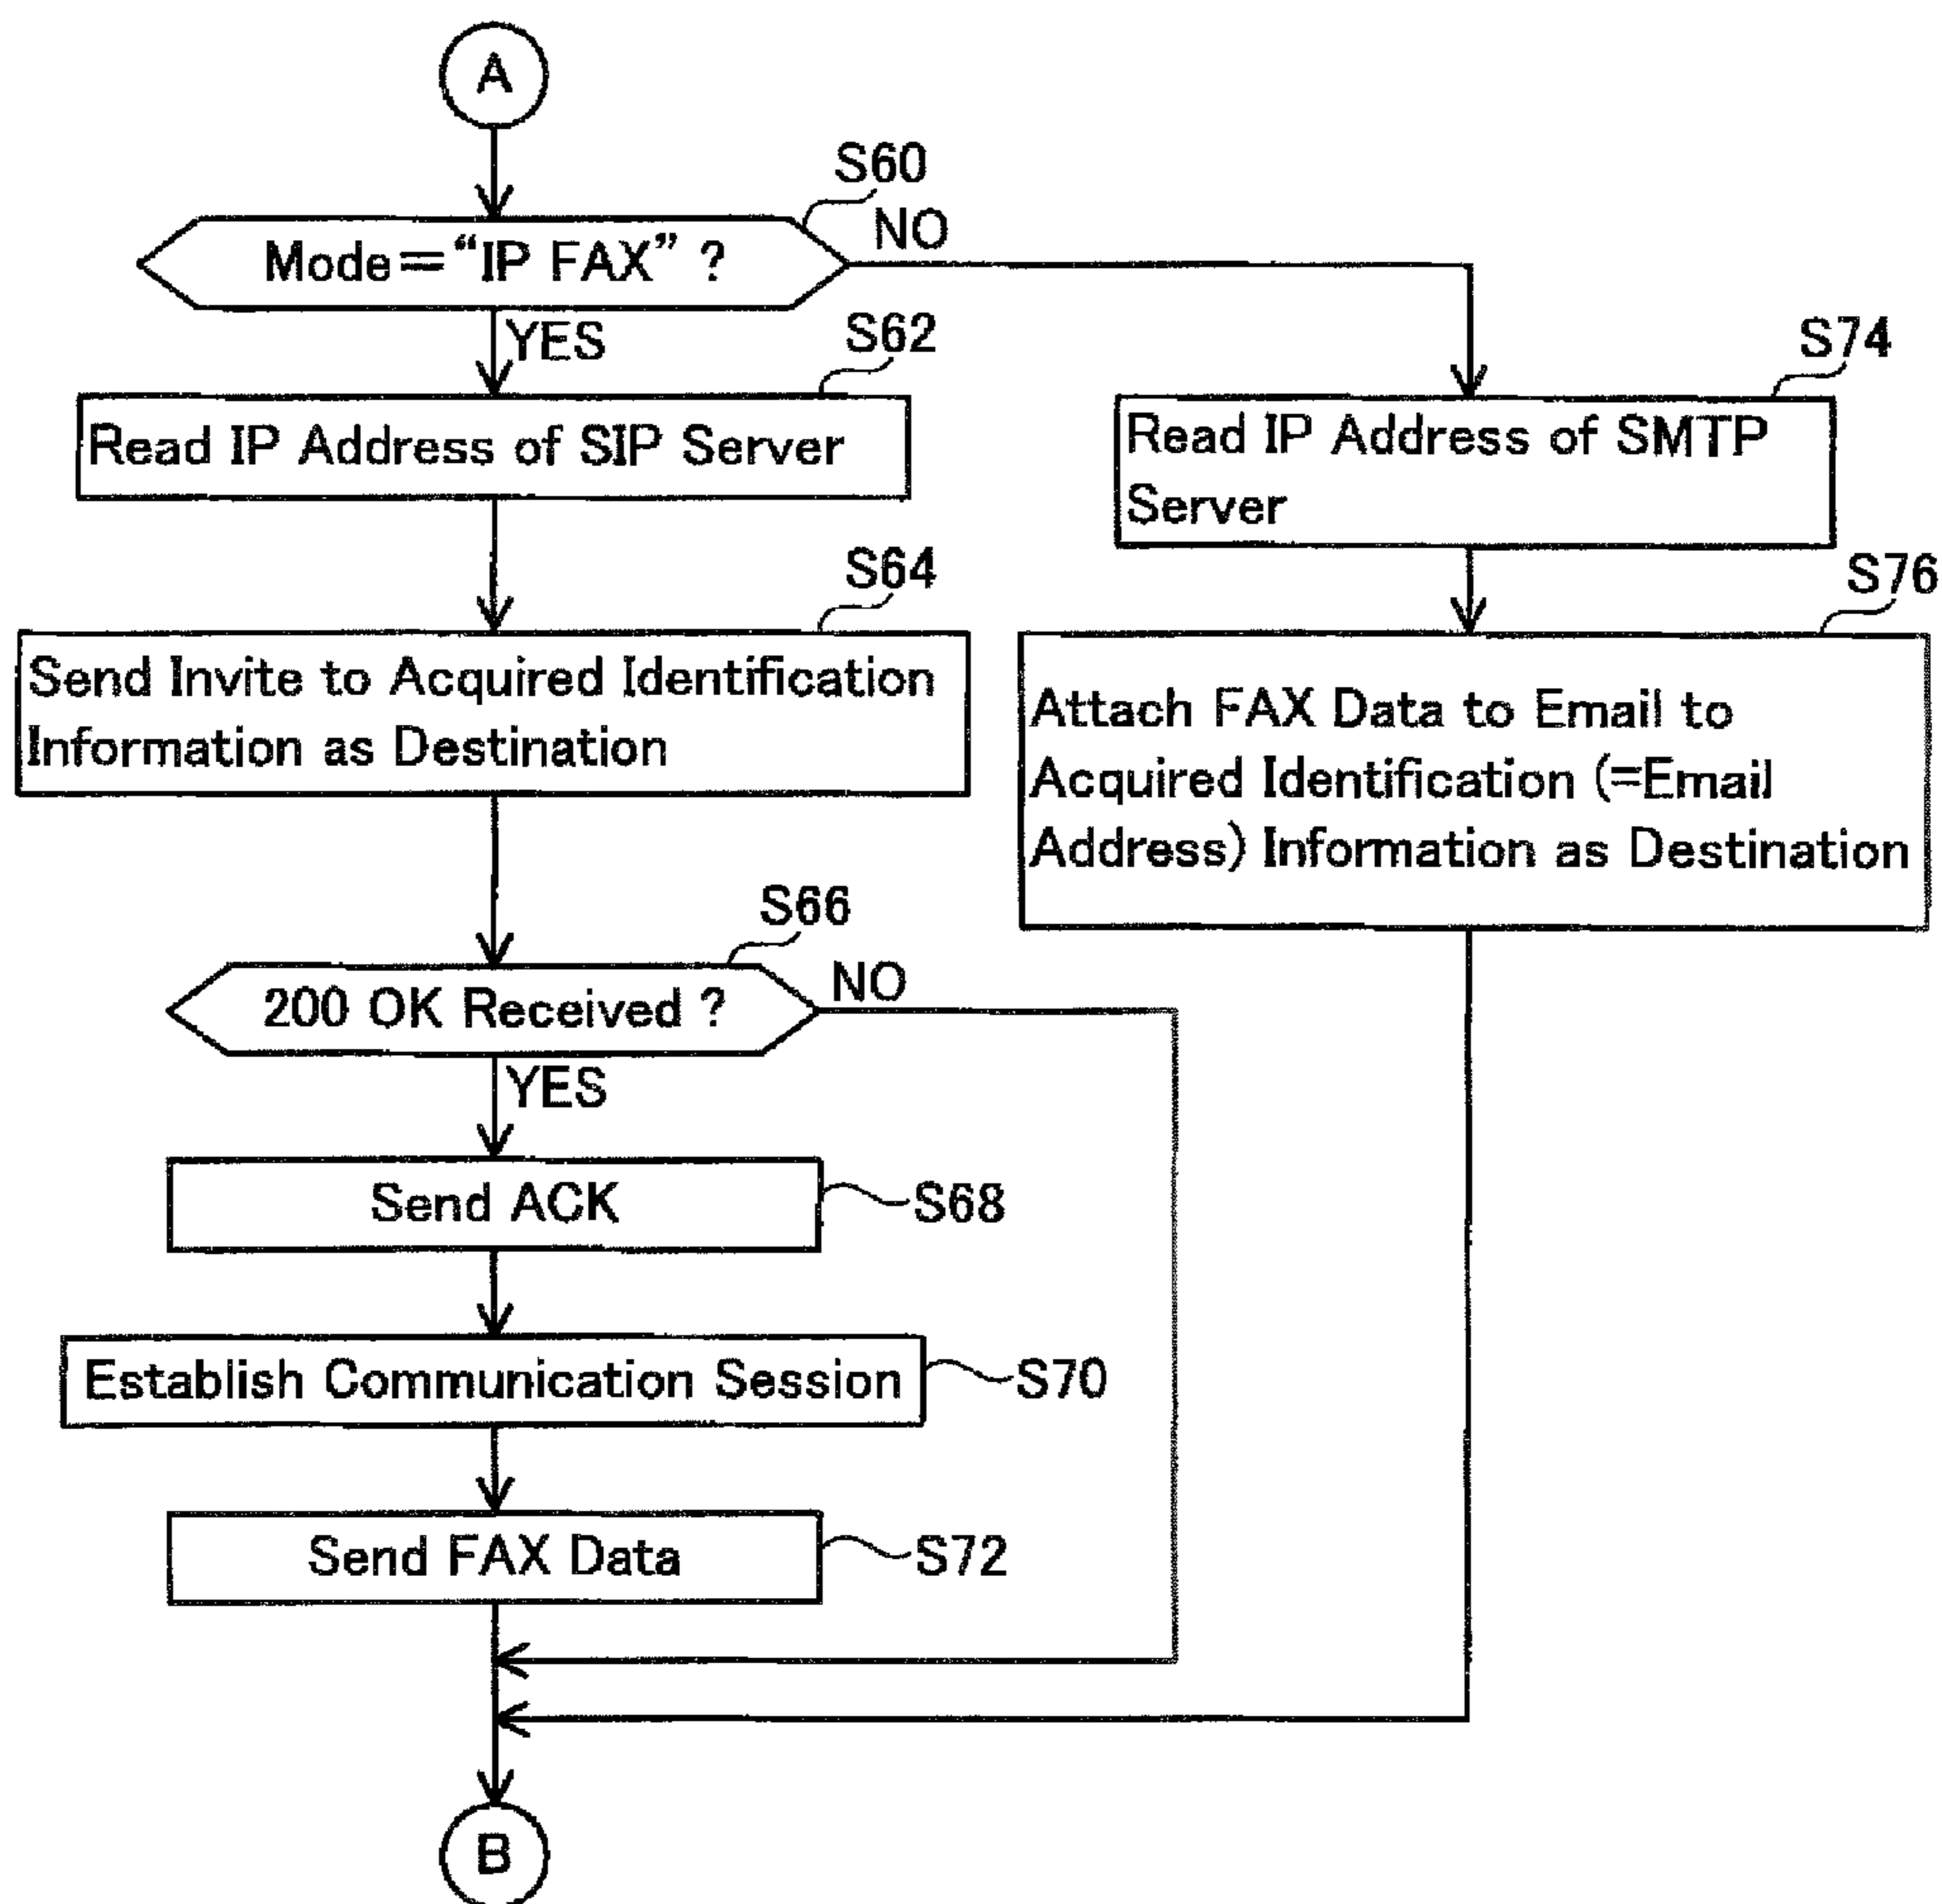 A
S60
Mode＝“IP FAX” ?
NO
YES
S62
Read IP Address of SIP Server
S74
Read IP Address of SMTP
Server
S64
Send Invite to Acquired Identification
Information as Destination
S76
Attach FAX Data to Email to
Acquired Identification (=Email
Address) Information as Destination
S66
200 OK Received ?
NO
YES
Send ACK
S68
Establish Communication Session
S70
Send FAX Data
S72
B